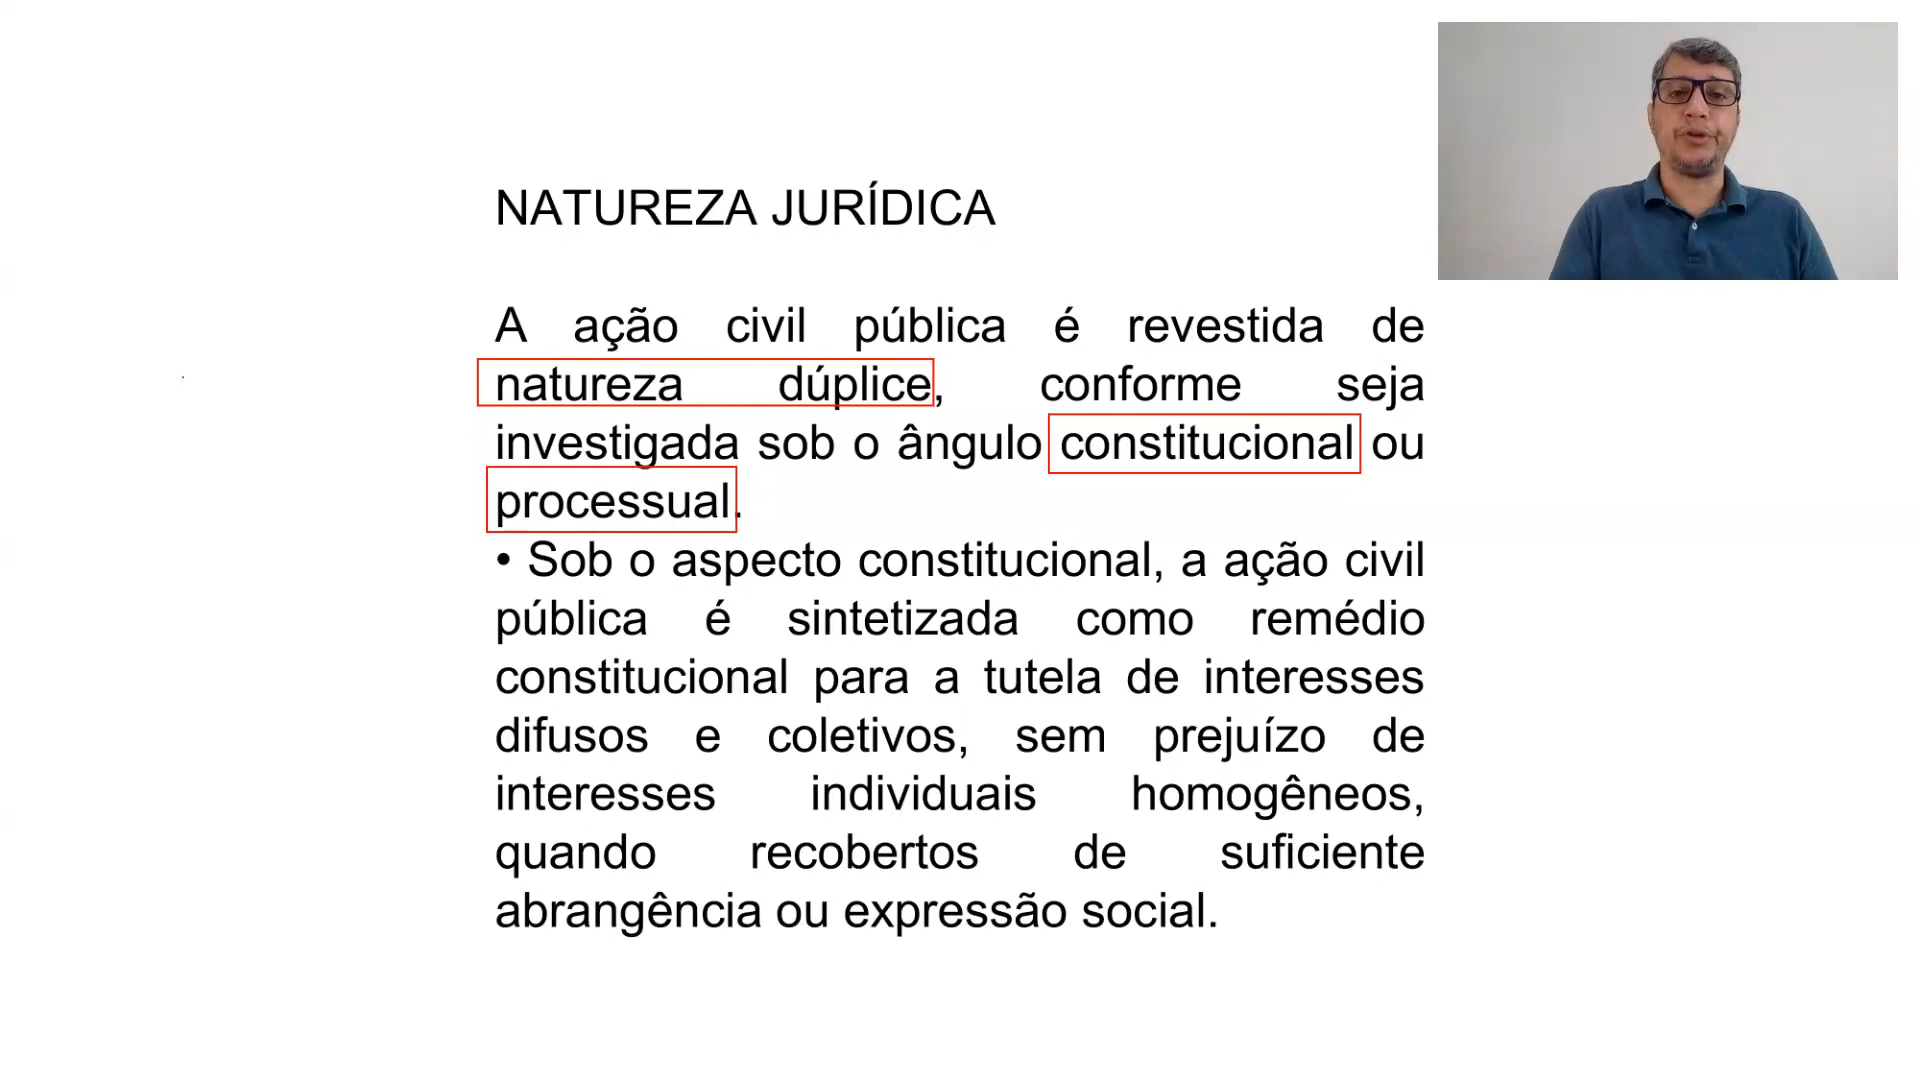 NATUREZA JURÍDICA
A ação civil pública é revestida de
natureza dúplice, conforme seja
investigada sob o ângulo constitucional ou
processual.
• Sob o aspecto constitucional, a ação civil
pública é sintetizada como remédio
constitucional para a tutela de interesses
difusos e coletivos, sem prejuízo de
interesses individuais homogêneos,
quando recobertos de suficiente
abrangência ou expressão social.